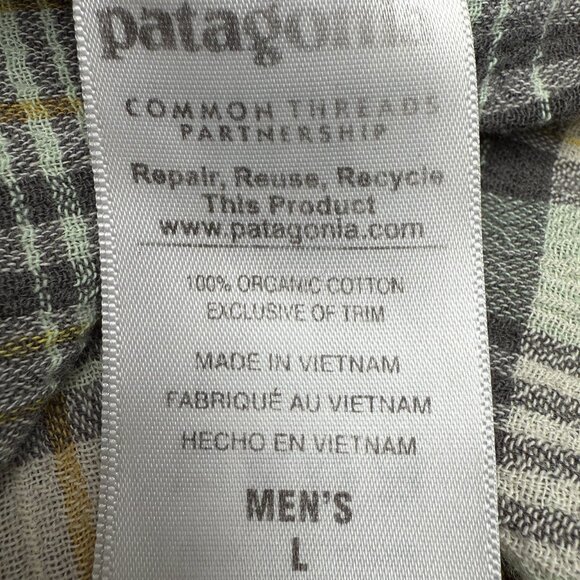 patagonia
COMMON THREADS
PARTNERSHIP
Repair, Reuse, Recycle
This Product
www.patagonia.com
100% ORGANIC COTTON
EXCLUSIVE OF TRIM
MADE IN VIETNAM
FABRIQUÉ AU VIETNAM
HECHO EN VIETNAM
MEN'S
L